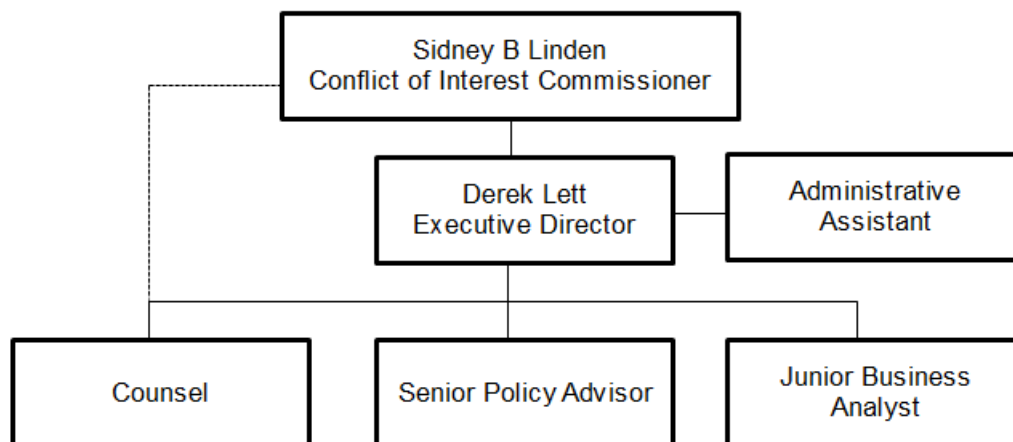 Sidney B Linden
Conflict of Interest Commissioner
Derek Lett
Executive Director
Administrative
Assistant
Counsel
Senior Policy Advisor
Junior Business
Analyst